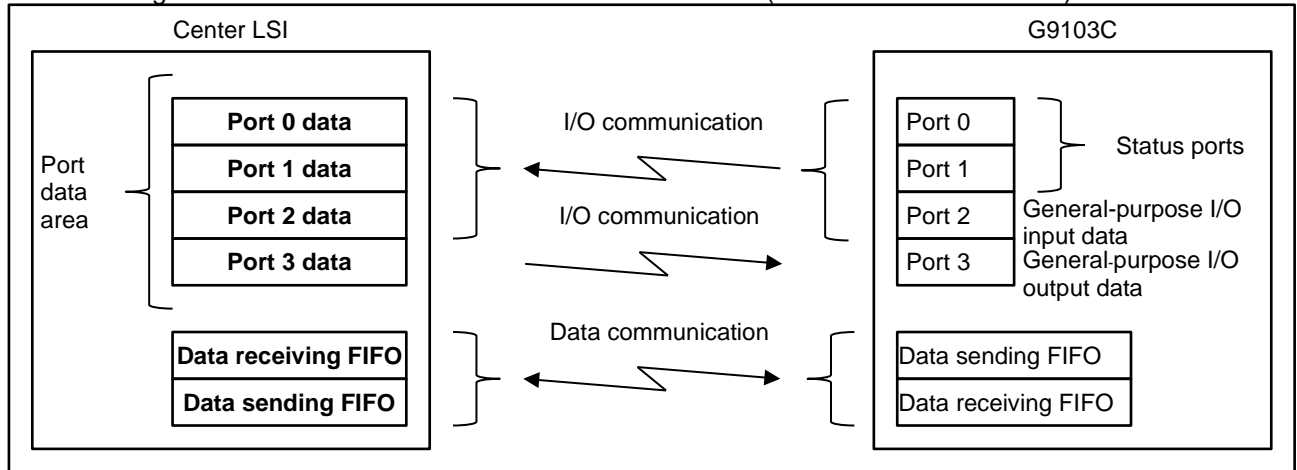 Center LSI
G9103C
Port data area
Port 0 data
Port 1 data
Port 2 data
Port 3 data
I/O communication
I/O communication
Port 0
Port 1
Port 2
Port 3
Status ports
General-purpose I/O
input data
General-purpose I/O
output data
Data receiving FIFO
Data sending FIFO
Data communication
Data sending FIFO
Data receiving FIFO